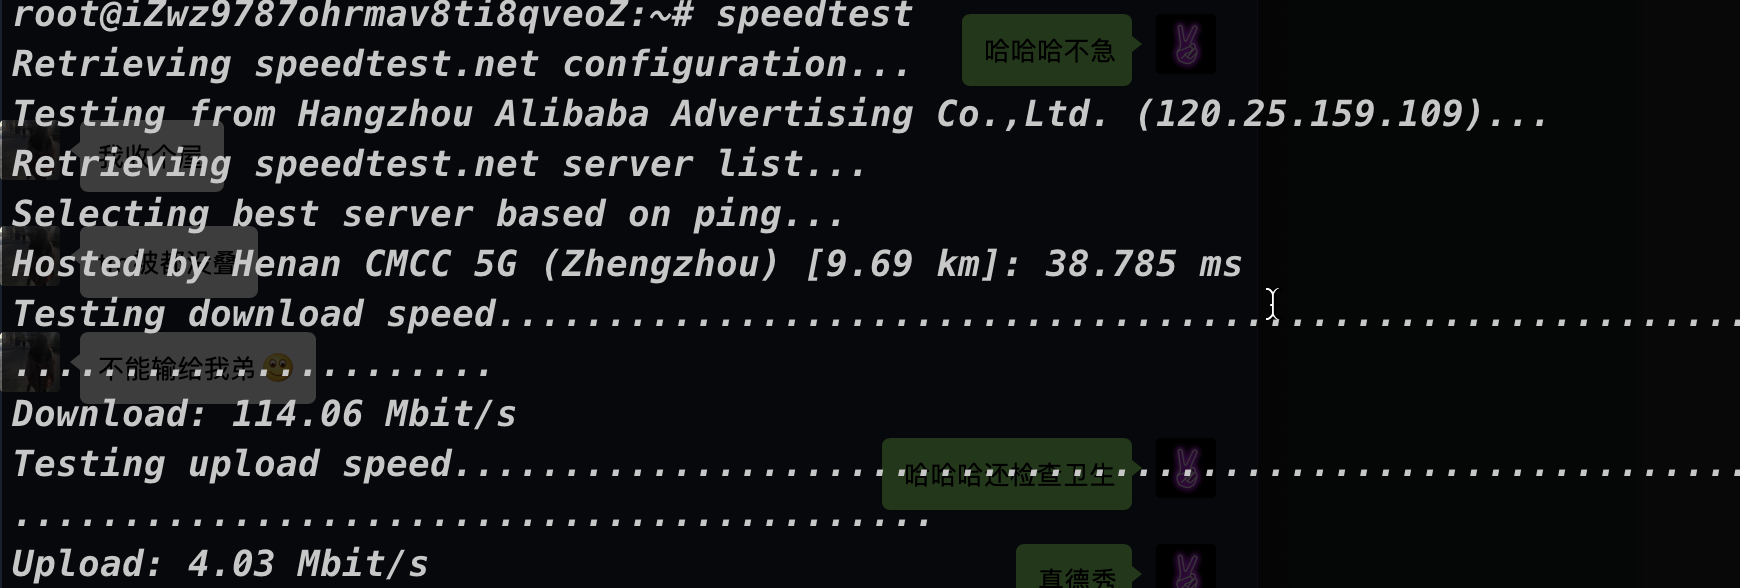 root@iZwz9787ohrmav8ti8qveoZ:~# speedtest
哈哈哈不急
Retrieving speedtest.net configuration...
Testing from Hangzhou Alibaba Advertising Co.,Ltd. (120.25.159.109)...
我收个屋
Retrieving speedtest.net server list...
Selecting best server based on ping...
被都没叠
Hosted by Henan CMCC 5G (Zhengzhou) [9.69 km]: 38.785 ms
Testing download speed.........................................................
......................
不能输给我弟
Download: 114.06 Mbit/s
Testing upload speed...........................................................
哈哈哈还检查卫生
..........................................
Upload: 4.03 Mbit/s
真德秀